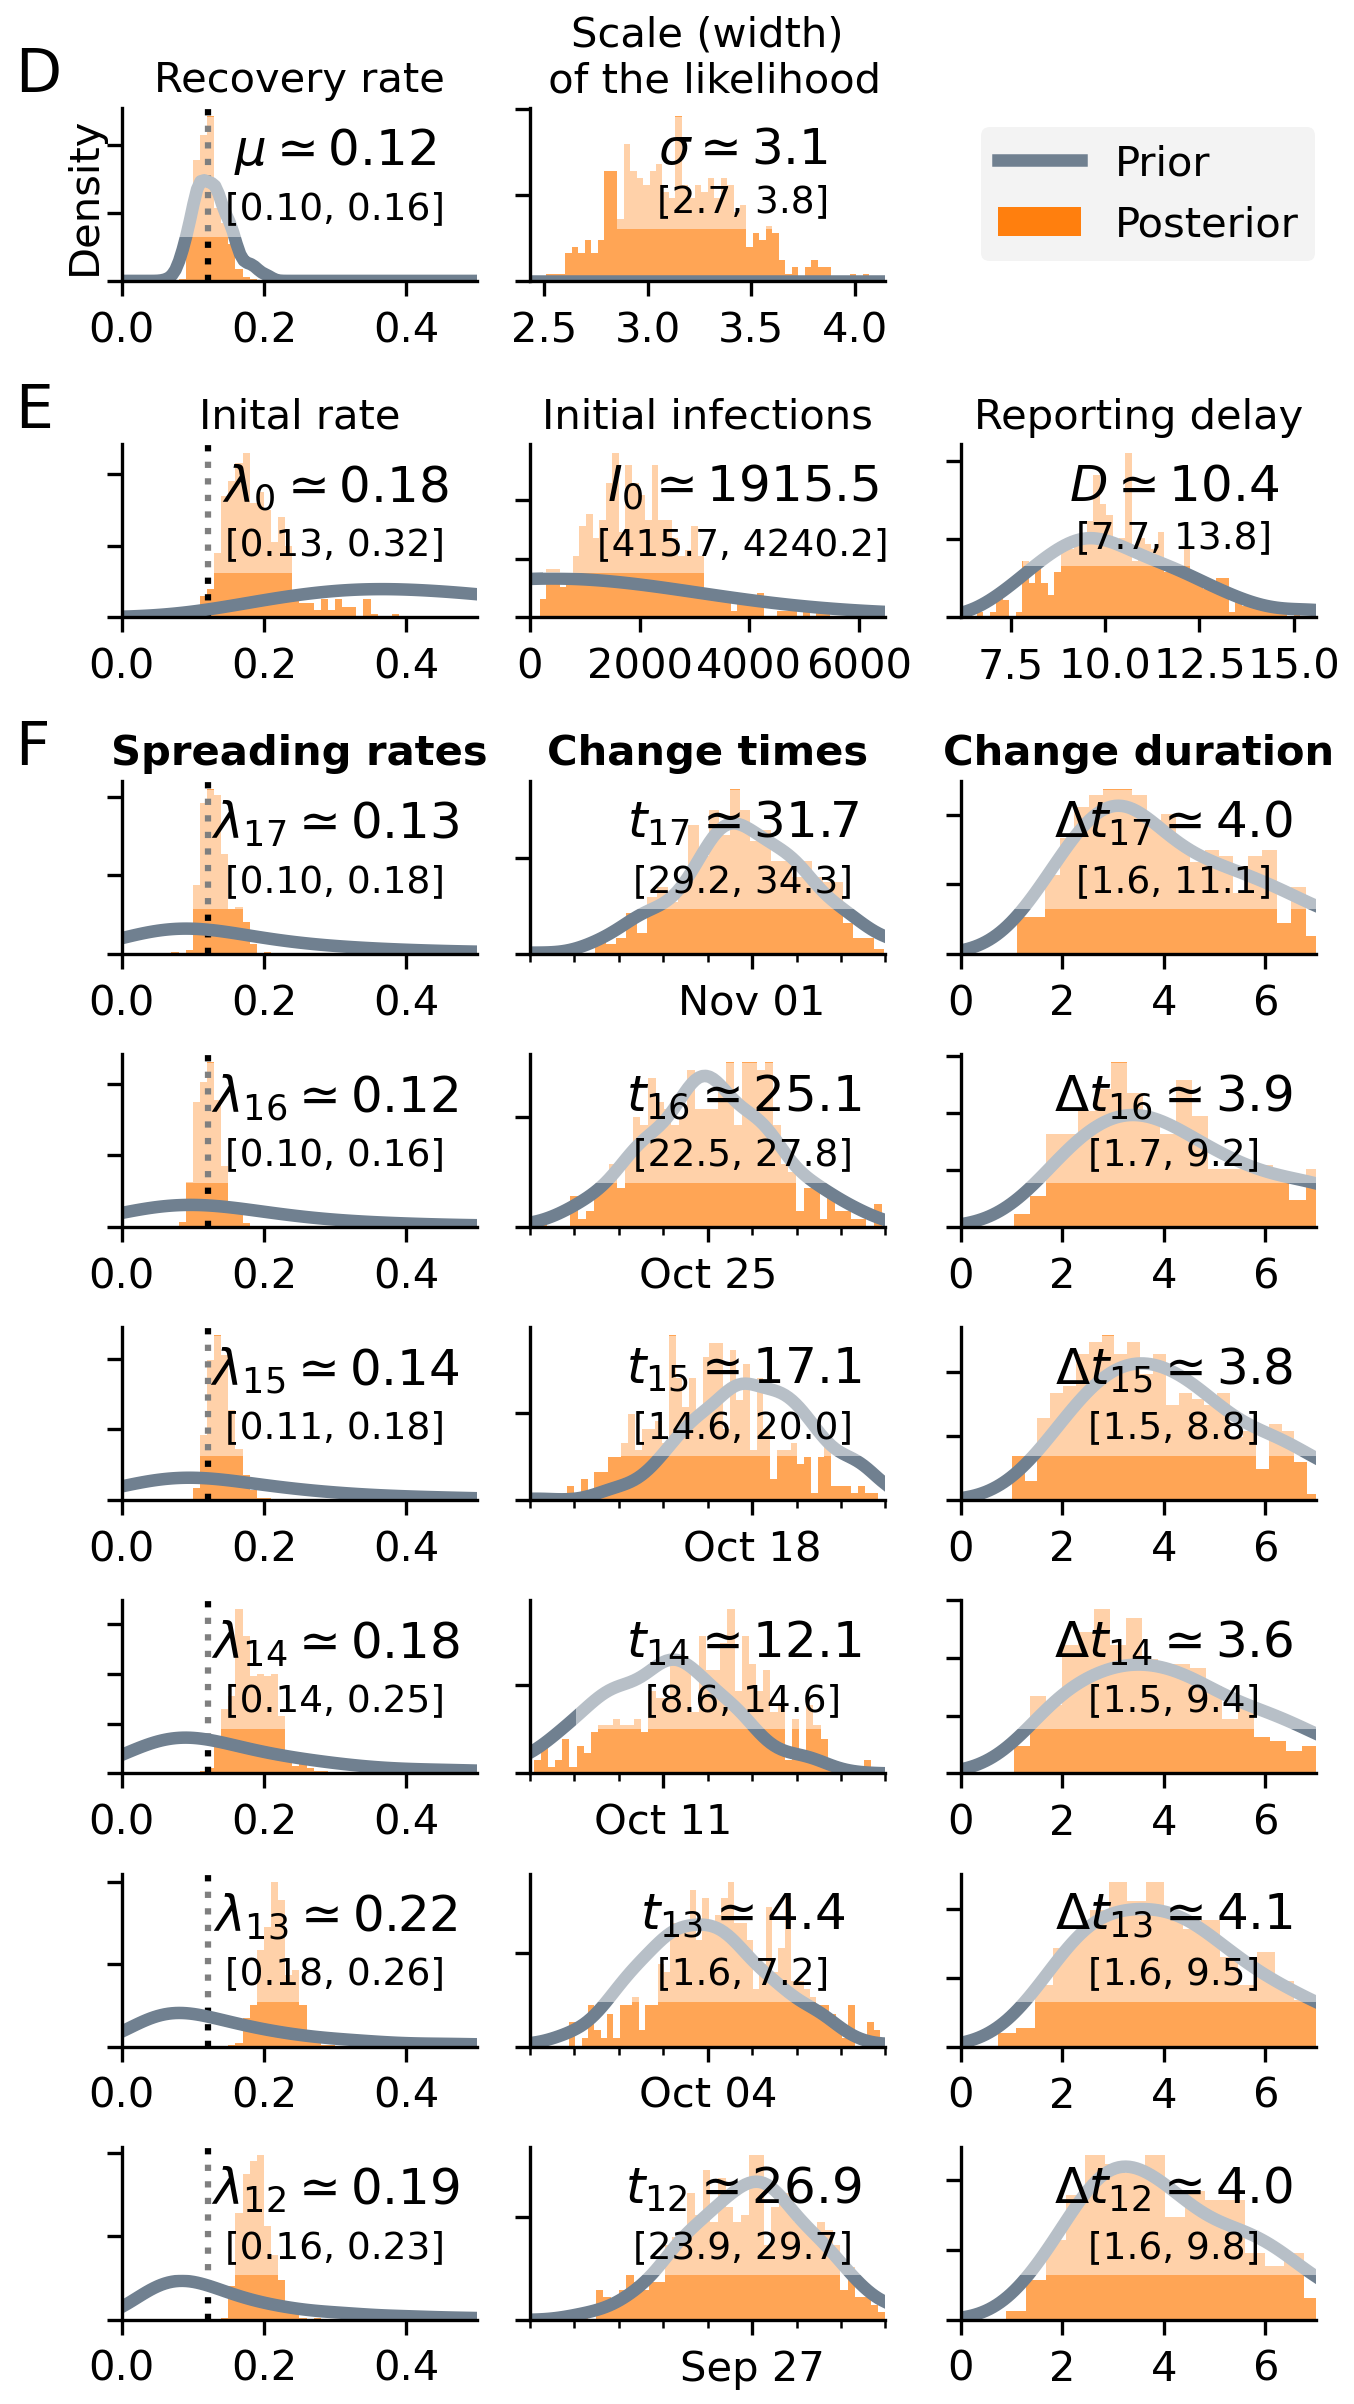 D
Recovery rate
Scale (width)
of the likelihood
Density
μ ≃ 0.12
[0.10, 0.16]
0.0 0.2 0.4
σ ≃ 3.1
[2.7, 3.8]
2.5 3.0 3.5 4.0
Prior
Posterior
E
Inital rate
Initial infections
Reporting delay
λ₀ ≃ 0.18
[0.13, 0.32]
0.0 0.2 0.4
I₀ ≃ 1915.5
[415.7, 4240.2]
0 2000 4000 6000
D ≃ 10.4
[7.7, 13.8]
7.5 10.0 12.5 15.0
F
Spreading rates
Change times
Change duration
λ₁₇ ≃ 0.13
[0.10, 0.18]
0.0 0.2 0.4
t₁₇ ≃ 31.7
[29.2, 34.3]
Nov 01
Δt₁₇ ≃ 4.0
[1.6, 11.1]
0 2 4 6
λ₁₆ ≃ 0.12
[0.10, 0.16]
0.0 0.2 0.4
t₁₆ ≃ 25.1
[22.5, 27.8]
Oct 25
Δt₁₆ ≃ 3.9
[1.7, 9.2]
0 2 4 6
λ₁₅ ≃ 0.14
[0.11, 0.18]
0.0 0.2 0.4
t₁₅ ≃ 17.1
[14.6, 20.0]
Oct 18
Δt₁₅ ≃ 3.8
[1.5, 8.8]
0 2 4 6
λ₁₄ ≃ 0.18
[0.14, 0.25]
0.0 0.2 0.4
t₁₄ ≃ 12.1
[8.6, 14.6]
Oct 11
Δt₁₄ ≃ 3.6
[1.5, 9.4]
0 2 4 6
λ₁₃ ≃ 0.22
[0.18, 0.26]
0.0 0.2 0.4
t₁₃ ≃ 4.4
[1.6, 7.2]
Oct 04
Δt₁₃ ≃ 4.1
[1.6, 9.5]
0 2 4 6
λ₁₂ ≃ 0.19
[0.16, 0.23]
0.0 0.2 0.4
t₁₂ ≃ 26.9
[23.9, 29.7]
Sep 27
Δt₁₂ ≃ 4.0
[1.6, 9.8]
0 2 4 6